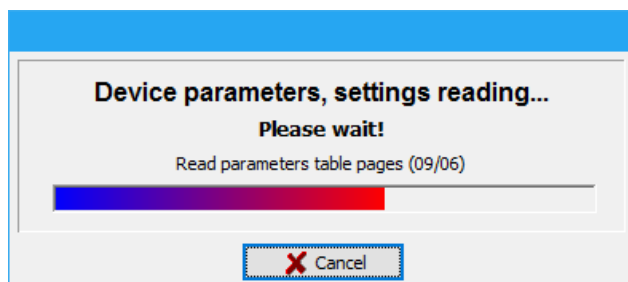 Device parameters, settings reading...
Please wait!
Read parameters table pages (09/06)
Cancel